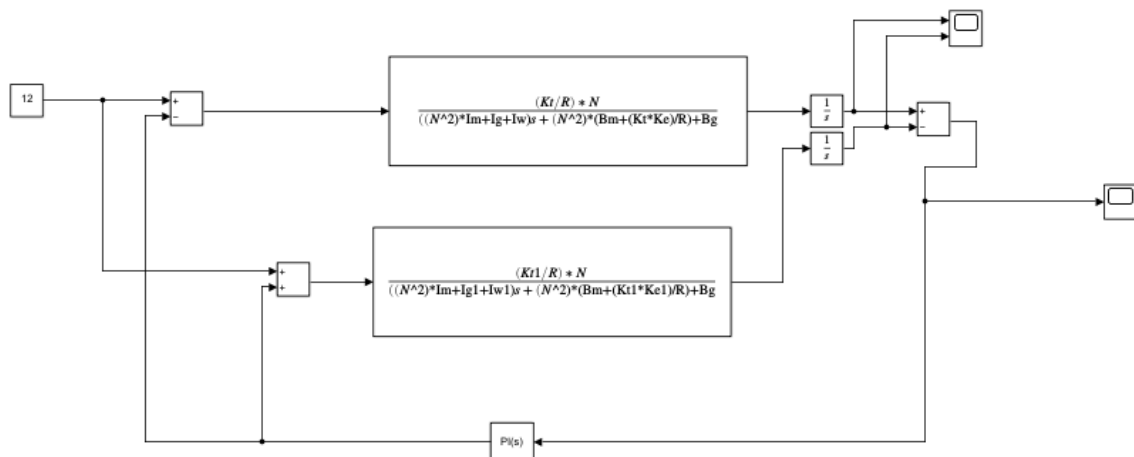 12
+
−
(Kt/R) * N
((N^2)*Im+Ig+Iw)s + (N^2)*(Bm+(Kt*Ke)/R)+Bg
1
s
+
−
1
s
+
+
(Kt1/R) * N
((N^2)*Im+Ig1+Iw1)s + (N^2)*(Bm+(Kt1*Ke1)/R)+Bg
PI(s)